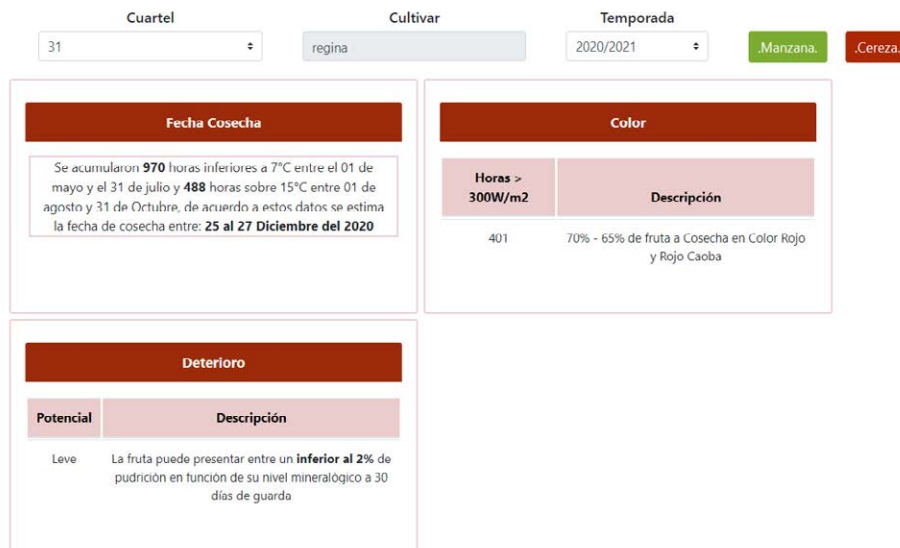 Cuartel
Cultivar
Temporada
31
regina
2020/2021
.Manzana.
.Cereza.
Fecha Cosecha
Se acumularon 970 horas inferiores a 7°C entre el 01 de
mayo y el 31 de julio y 488 horas sobre 15°C entre 01 de
agosto y 31 de Octubre, de acuerdo a estos datos se estima
la fecha de cosecha entre: 25 al 27 Diciembre del 2020
Color
Horas >
300W/m2
Descripción
401
70% - 65% de fruta a Cosecha en Color Rojo
y Rojo Caoba
Deterioro
Potencial
Descripción
Leve
La fruta puede presentar entre un inferior al 2% de
pudrición en función de su nivel mineralógico a 30
días de guarda